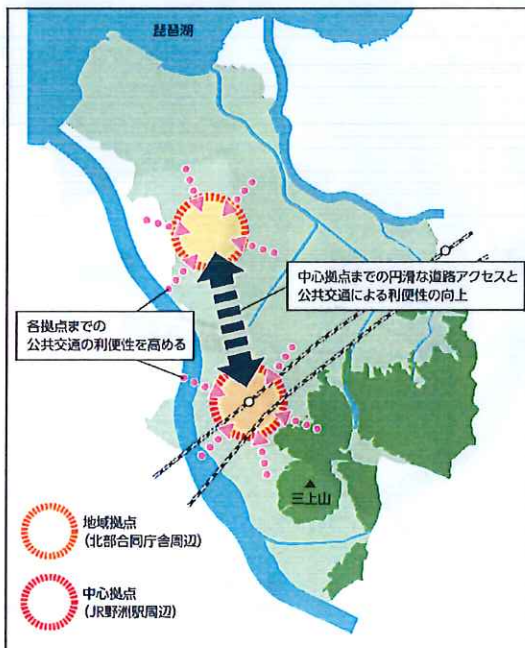 琵琶湖
中心拠点までの円滑な道路アクセスと
公共交通による利便性の向上
各拠点までの
公共交通の利便性を高める
三上山
地域拠点
(北部合同庁舎周辺)
中心拠点
(JR野洲駅周辺)